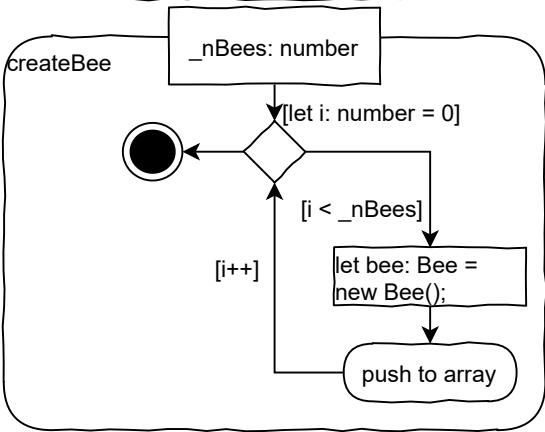 _nBees: number
createBee
[let i: number = 0]
[i < _nBees]
[i++]
let bee: Bee =
new Bee();
push to array